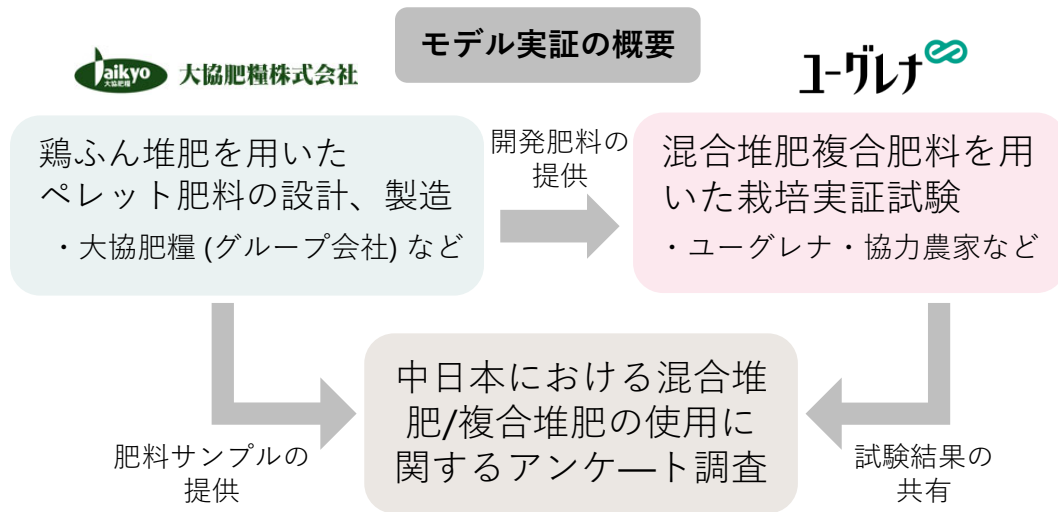 モデル実証の概要
Daikyo
大協肥糧
大協肥糧株式会社
ユーグレナ
鶏ふん堆肥を用いた
ペレット肥料の設計、製造
・大協肥糧 (グループ会社) など
開発肥料の
提供
混合堆肥複合肥料を用
いた栽培実証試験
・ユーグレナ・協力農家など
中日本における混合堆
肥/複合堆肥の使用に
関するアンケート調査
肥料サンプルの
提供
試験結果の
共有